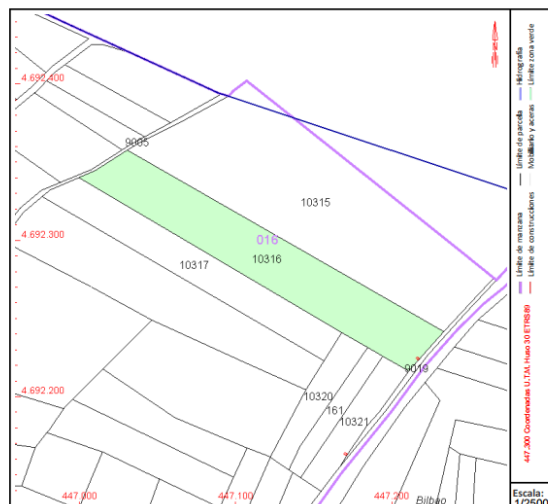 4.692.400
9005
10315
4.692.300
016
10316
10317
9019
4.692.200
10320
161
10321
447.000
447.100
447.200
Bilbao
447,300 Coordenadas U.T.M. Huso 30 ETRS89
Límite de manzana
Límite de parcela
Hidrografía
Límite de construcciones
Mobiliario y aceras
Límite zona verde
Escala:
1/2500